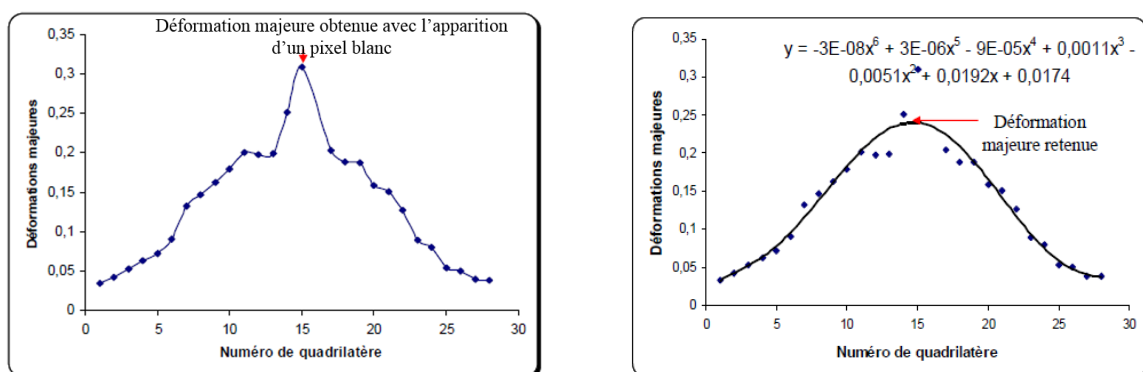 Déformation majeure obtenue avec l'apparition
d'un pixel blanc
0,35
0,3
0,25
0,2
0,15
0,1
0,05
0
Déformations majeures
0 5 10 15 20 25 30
Numéro de quadrilatère
y = -3E-08x⁶ + 3E-06x⁵ - 9E-05x⁴ + 0,0011x³ -
0,0051x² + 0,0192x + 0,0174
Déformation
majeure retenue
0,35
0,3
0,25
0,2
0,15
0,1
0,05
0
Déformations majeures
0 5 10 15 20 25 30
Numéro de quadrilatère